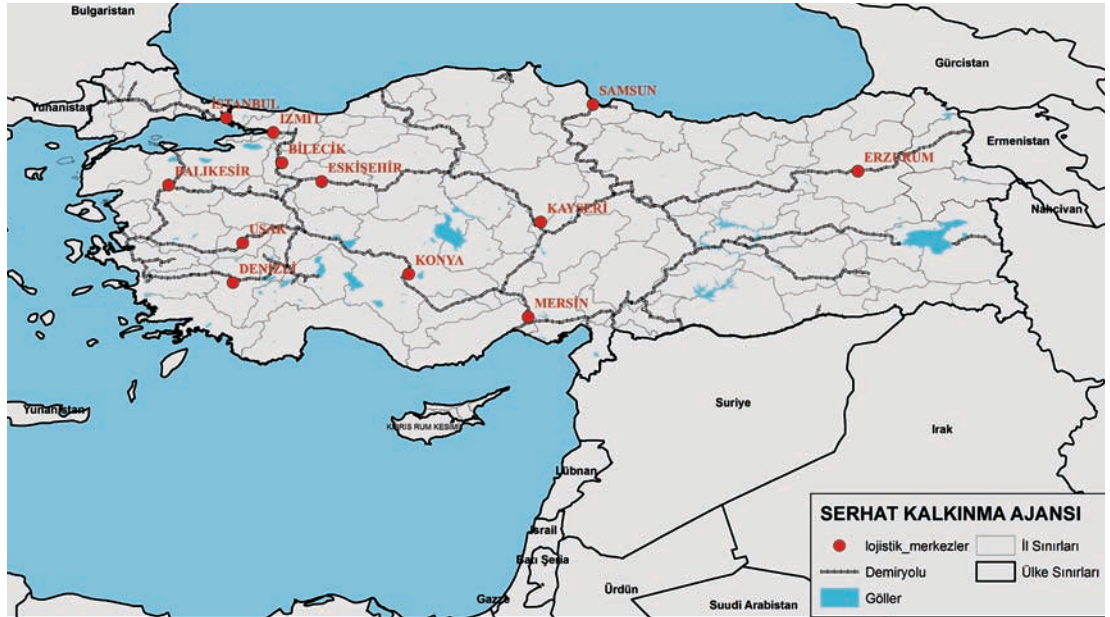 Bulgaristan
Gürcistan
Yunanistan
İSTANBUL
SAMSUN
İZMİT
Ermenistan
BİLECİK
ERZURUM
BALIKESİR
ESKİŞEHİR
Nahçivan
KAYSERİ
UŞAK
KONYA
DENİZLİ
MERSİN
Yunanistan
Suriye
KIBRIS RUM KESİMİ
Irak
Lübnan
İsrail
Batı Şeria
Gazze
Ürdün
Suudi Arabistan
SERHAT KALKINMA AJANSI
lojistik_merkezler
İl Sınırları
Demiryolu
Ülke Sınırları
Göller